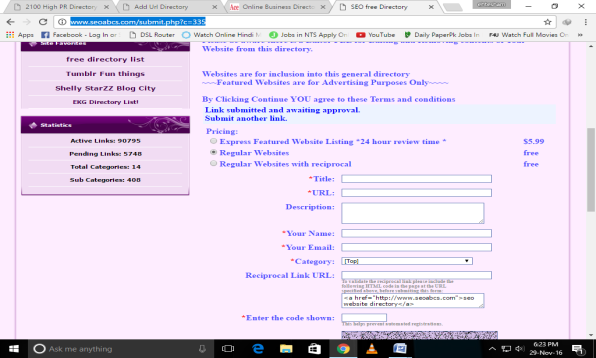 2100 High PR Directory
Add Url Directory
Online Business Directo
SEO free Directory
www.seoabcs.com/submit.php?c=335
Apps
Facebook - Log In or
DSL Router
Watch Online Hindi M
Jobs in NTS Apply On
YouTube
Daily PaperPk Jobs In
Watch Full Movies On
Site Favorites
free directory list
Tumblr Fun things
Shelly StarZZ Blog City
EKG Directory List!
Statistics
Active Links: 90795
Pending Links: 5748
Total Categories: 14
Sub Categories: 408
Website from this directory.
Websites are for inclusion into this general directory
~~~Featured Websites are for Advertising Purposes Only~~~~
By Clicking Continue YOU agree to these Terms and conditions
Link submitted and awaiting approval.
Submit another link.
Pricing:
Express Featured Website Listing *24 hour review time * $5.99
Regular Websites free
Regular Websites with reciprocal free
*Title:
*URL:
Description:
*Your Name:
*Your Email:
*Category: [Top]
Reciprocal Link URL:
To validate the reciprocal link please include the
following HTML code in the page at the URL
specified above, before submitting this form:
<a href="http://www.seoabcs.com">seo
website directory</a>
*Enter the code shown:
This helps prevent automated registrations.
Ask me anything
6:23 PM
29-Nov-16